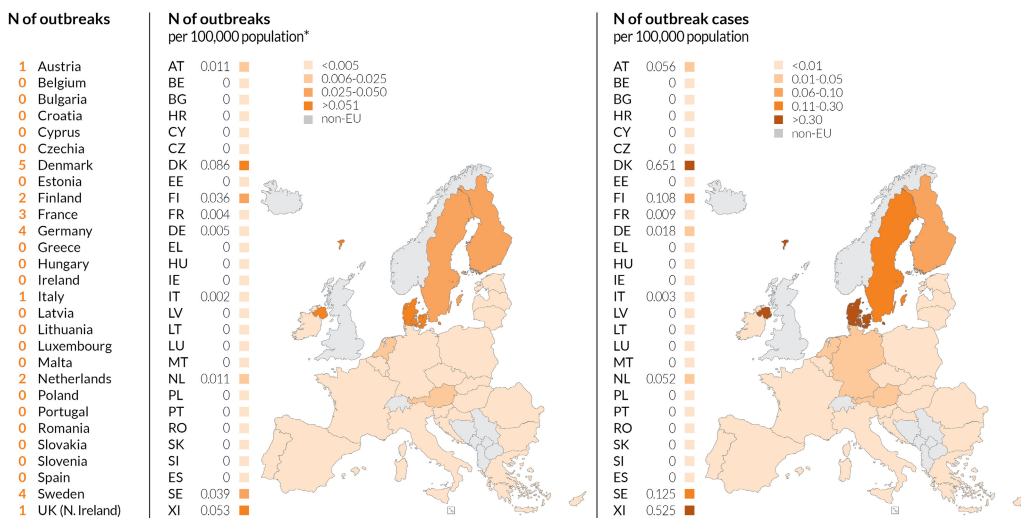 N of outbreaks
1 Austria
0 Belgium
0 Bulgaria
0 Croatia
0 Cyprus
0 Czechia
5 Denmark
0 Estonia
2 Finland
3 France
4 Germany
0 Greece
0 Hungary
0 Ireland
1 Italy
0 Latvia
0 Lithuania
0 Luxembourg
0 Malta
2 Netherlands
0 Poland
0 Portugal
0 Romania
0 Slovakia
0 Slovenia
0 Spain
4 Sweden
1 UK (N. Ireland)
N of outbreaks
per 100,000 population*
AT 0.011
BE 0
BG 0
HR 0
CY 0
CZ 0
DK 0.086
EE 0
FI 0.036
FR 0.004
DE 0.005
EL 0
HU 0
IE 0
IT 0.002
LV 0
LT 0
LU 0
MT 0
NL 0.011
PL 0
PT 0
RO 0
SK 0
SI 0
ES 0
SE 0.039
XI 0.053
<0.005
0.006-0.025
0.025-0.050
>0.051
non-EU
N of outbreak cases
per 100,000 population
AT 0.056
BE 0
BG 0
HR 0
CY 0
CZ 0
DK 0.651
EE 0
FI 0.108
FR 0.009
DE 0.018
EL 0
HU 0
IE 0
IT 0.003
LV 0
LT 0
LU 0
MT 0
NL 0.052
PL 0
PT 0
RO 0
SK 0
SI 0
ES 0
SE 0.125
XI 0.525
<0.01
0.01-0.05
0.06-0.10
0.11-0.30
>0.30
non-EU